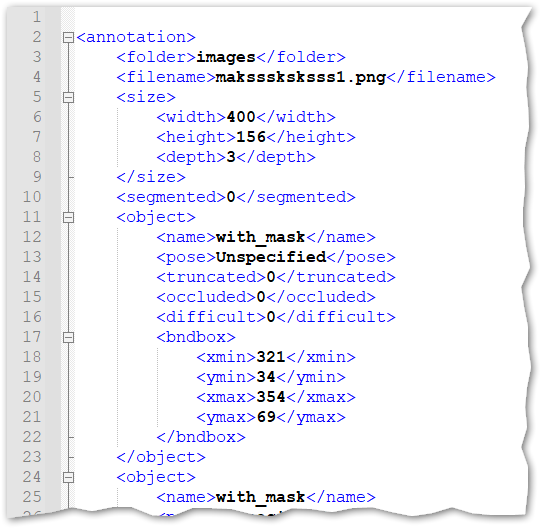 1
2 <annotation>
3 <folder>images</folder>
4 <filename>maksssksksss1.png</filename>
5 <size>
6 <width>400</width>
7 <height>156</height>
8 <depth>3</depth>
9 </size>
10 <segmented>0</segmented>
11 <object>
12 <name>with_mask</name>
13 <pose>Unspecified</pose>
14 <truncated>0</truncated>
15 <occluded>0</occluded>
16 <difficult>0</difficult>
17 <bndbox>
18 <xmin>321</xmin>
19 <ymin>34</ymin>
20 <xmax>354</xmax>
21 <ymax>69</ymax>
22 </bndbox>
23 </object>
24 <object>
25 <name>with_mask</name>